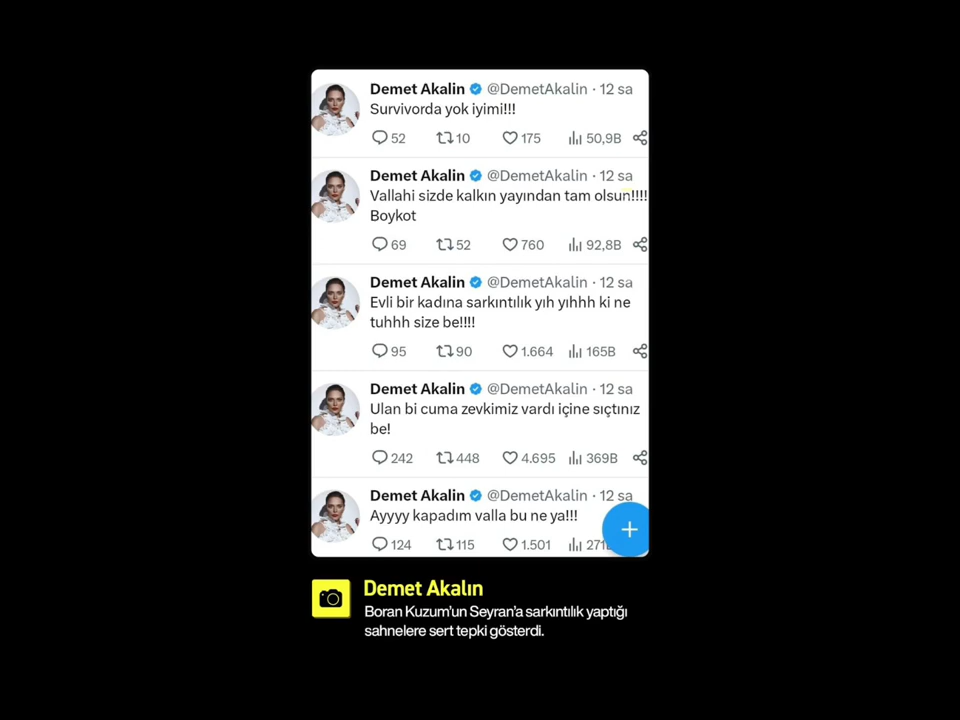 Demet Akalin @DemetAkalin · 12 sa
Survivorda yok iyimi!!!
52 10 175 50,9B
Demet Akalin @DemetAkalin · 12 sa
Vallahi sizde kalkın yayından tam olsun!!!!
Boykot
69 52 760 92,8B
Demet Akalin @DemetAkalin · 12 sa
Evli bir kadına sarkıntılık yıh yıhhh ki ne
tuhhh size be!!!!
95 90 1.664 165B
Demet Akalin @DemetAkalin · 12 sa
Ulan bi cuma zevkimiz vardı içine sıçtınız
be!
242 448 4.695 369B
Demet Akalin @DemetAkalin · 12 sa
Ayyyy kapadım valla bu ne ya!!!
124 115 1.501 271
Demet Akalın
Boran Kuzum'un Seyran'a sarkıntılık yaptığı
sahnelere sert tepki gösterdi.